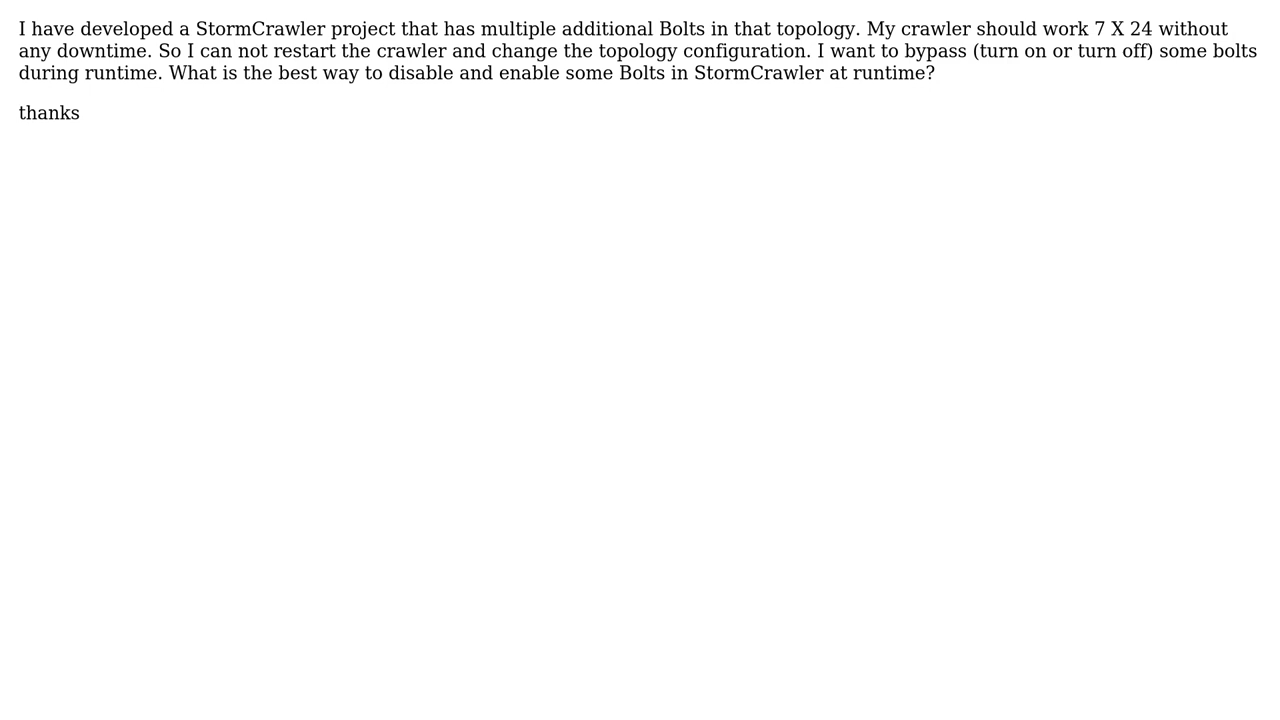 I have developed a StormCrawler project that has multiple additional Bolts in that topology. My crawler should work 7 X 24 without
any downtime. So I can not restart the crawler and change the topology configuration. I want to bypass (turn on or turn off) some bolts
during runtime. What is the best way to disable and enable some Bolts in StormCrawler at runtime?
thanks